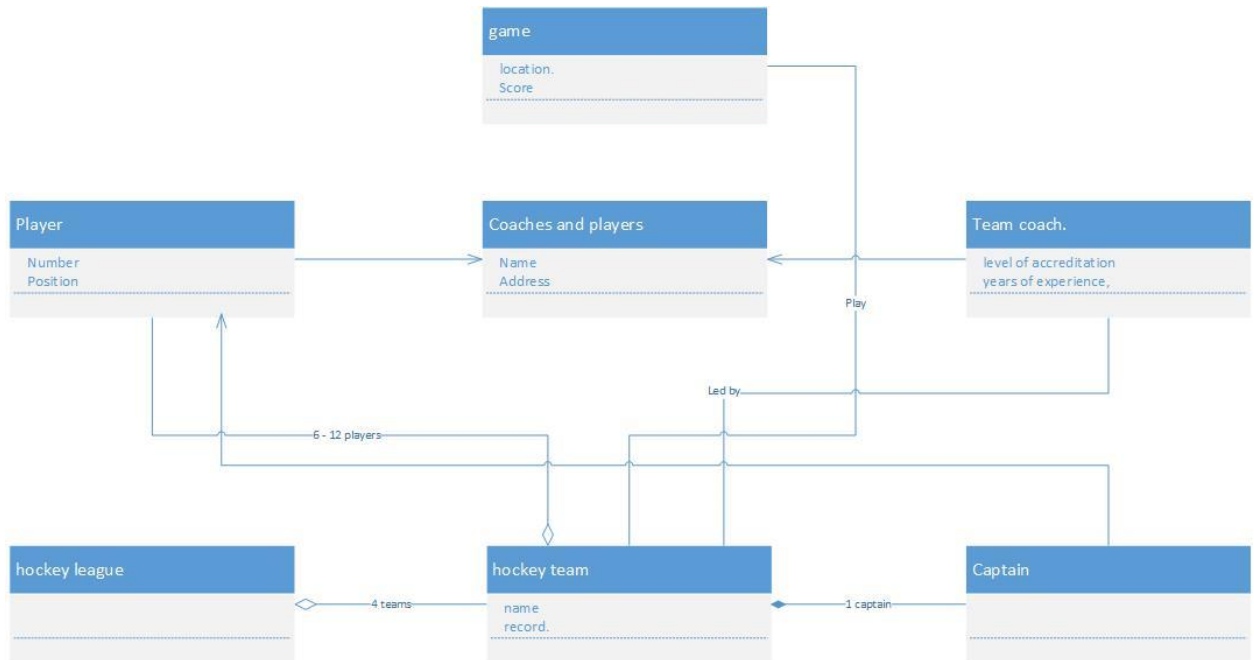 game
location.
Score
Player
Number
Position
Coaches and players
Name
Address
Team coach.
level of accreditation
years of experience,
Play
Led by
6 - 12 players
hockey league
4 teams
hockey team
name
record.
1 captain
Captain